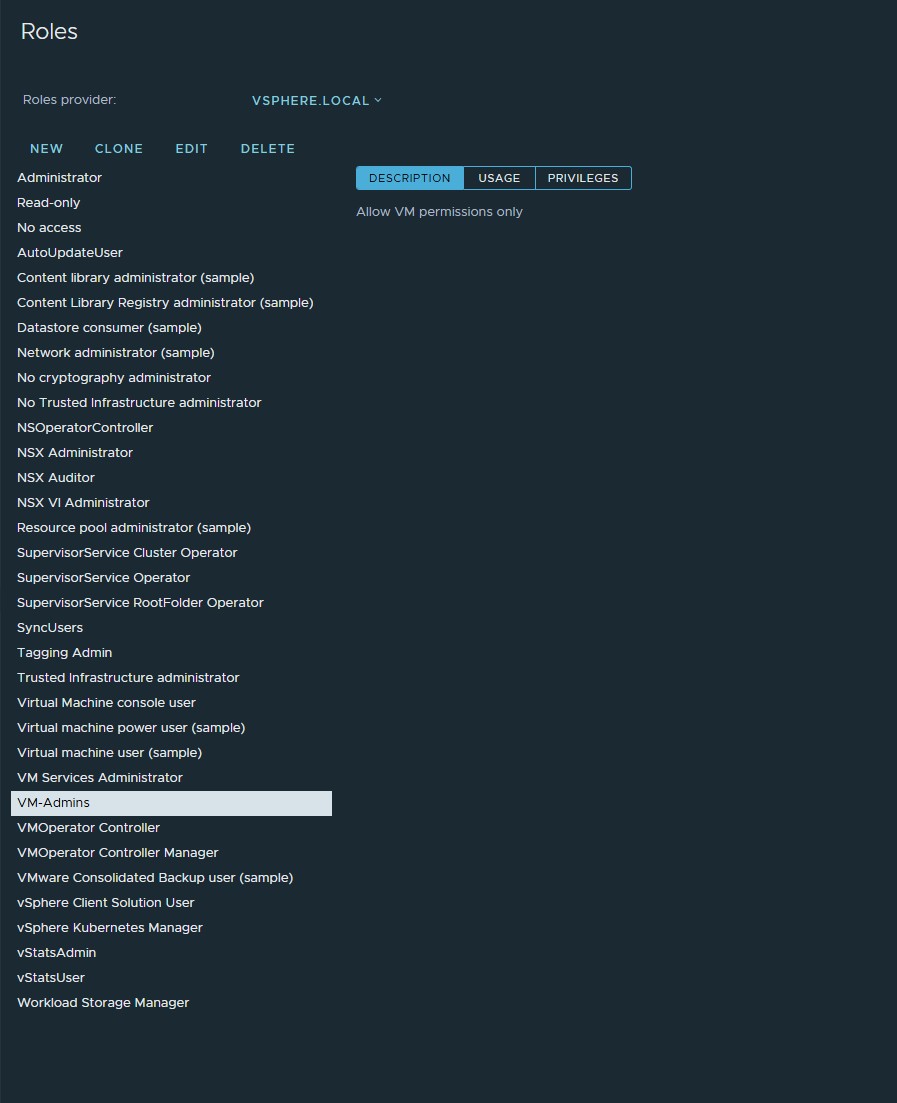 Roles
Roles provider: VSPHERE.LOCAL
NEW CLONE EDIT DELETE
Administrator
Read-only
No access
AutoUpdateUser
Content library administrator (sample)
Content Library Registry administrator (sample)
Datastore consumer (sample)
Network administrator (sample)
No cryptography administrator
No Trusted Infrastructure administrator
NSOperatorController
NSX Administrator
NSX Auditor
NSX VI Administrator
Resource pool administrator (sample)
SupervisorService Cluster Operator
SupervisorService Operator
SupervisorService RootFolder Operator
SyncUsers
Tagging Admin
Trusted Infrastructure administrator
Virtual Machine console user
Virtual machine power user (sample)
Virtual machine user (sample)
VM Services Administrator
VM-Admins
VMOperator Controller
VMOperator Controller Manager
VMware Consolidated Backup user (sample)
vSphere Client Solution User
vSphere Kubernetes Manager
vStatsAdmin
vStatsUser
Workload Storage Manager
DESCRIPTION USAGE PRIVILEGES
Allow VM permissions only